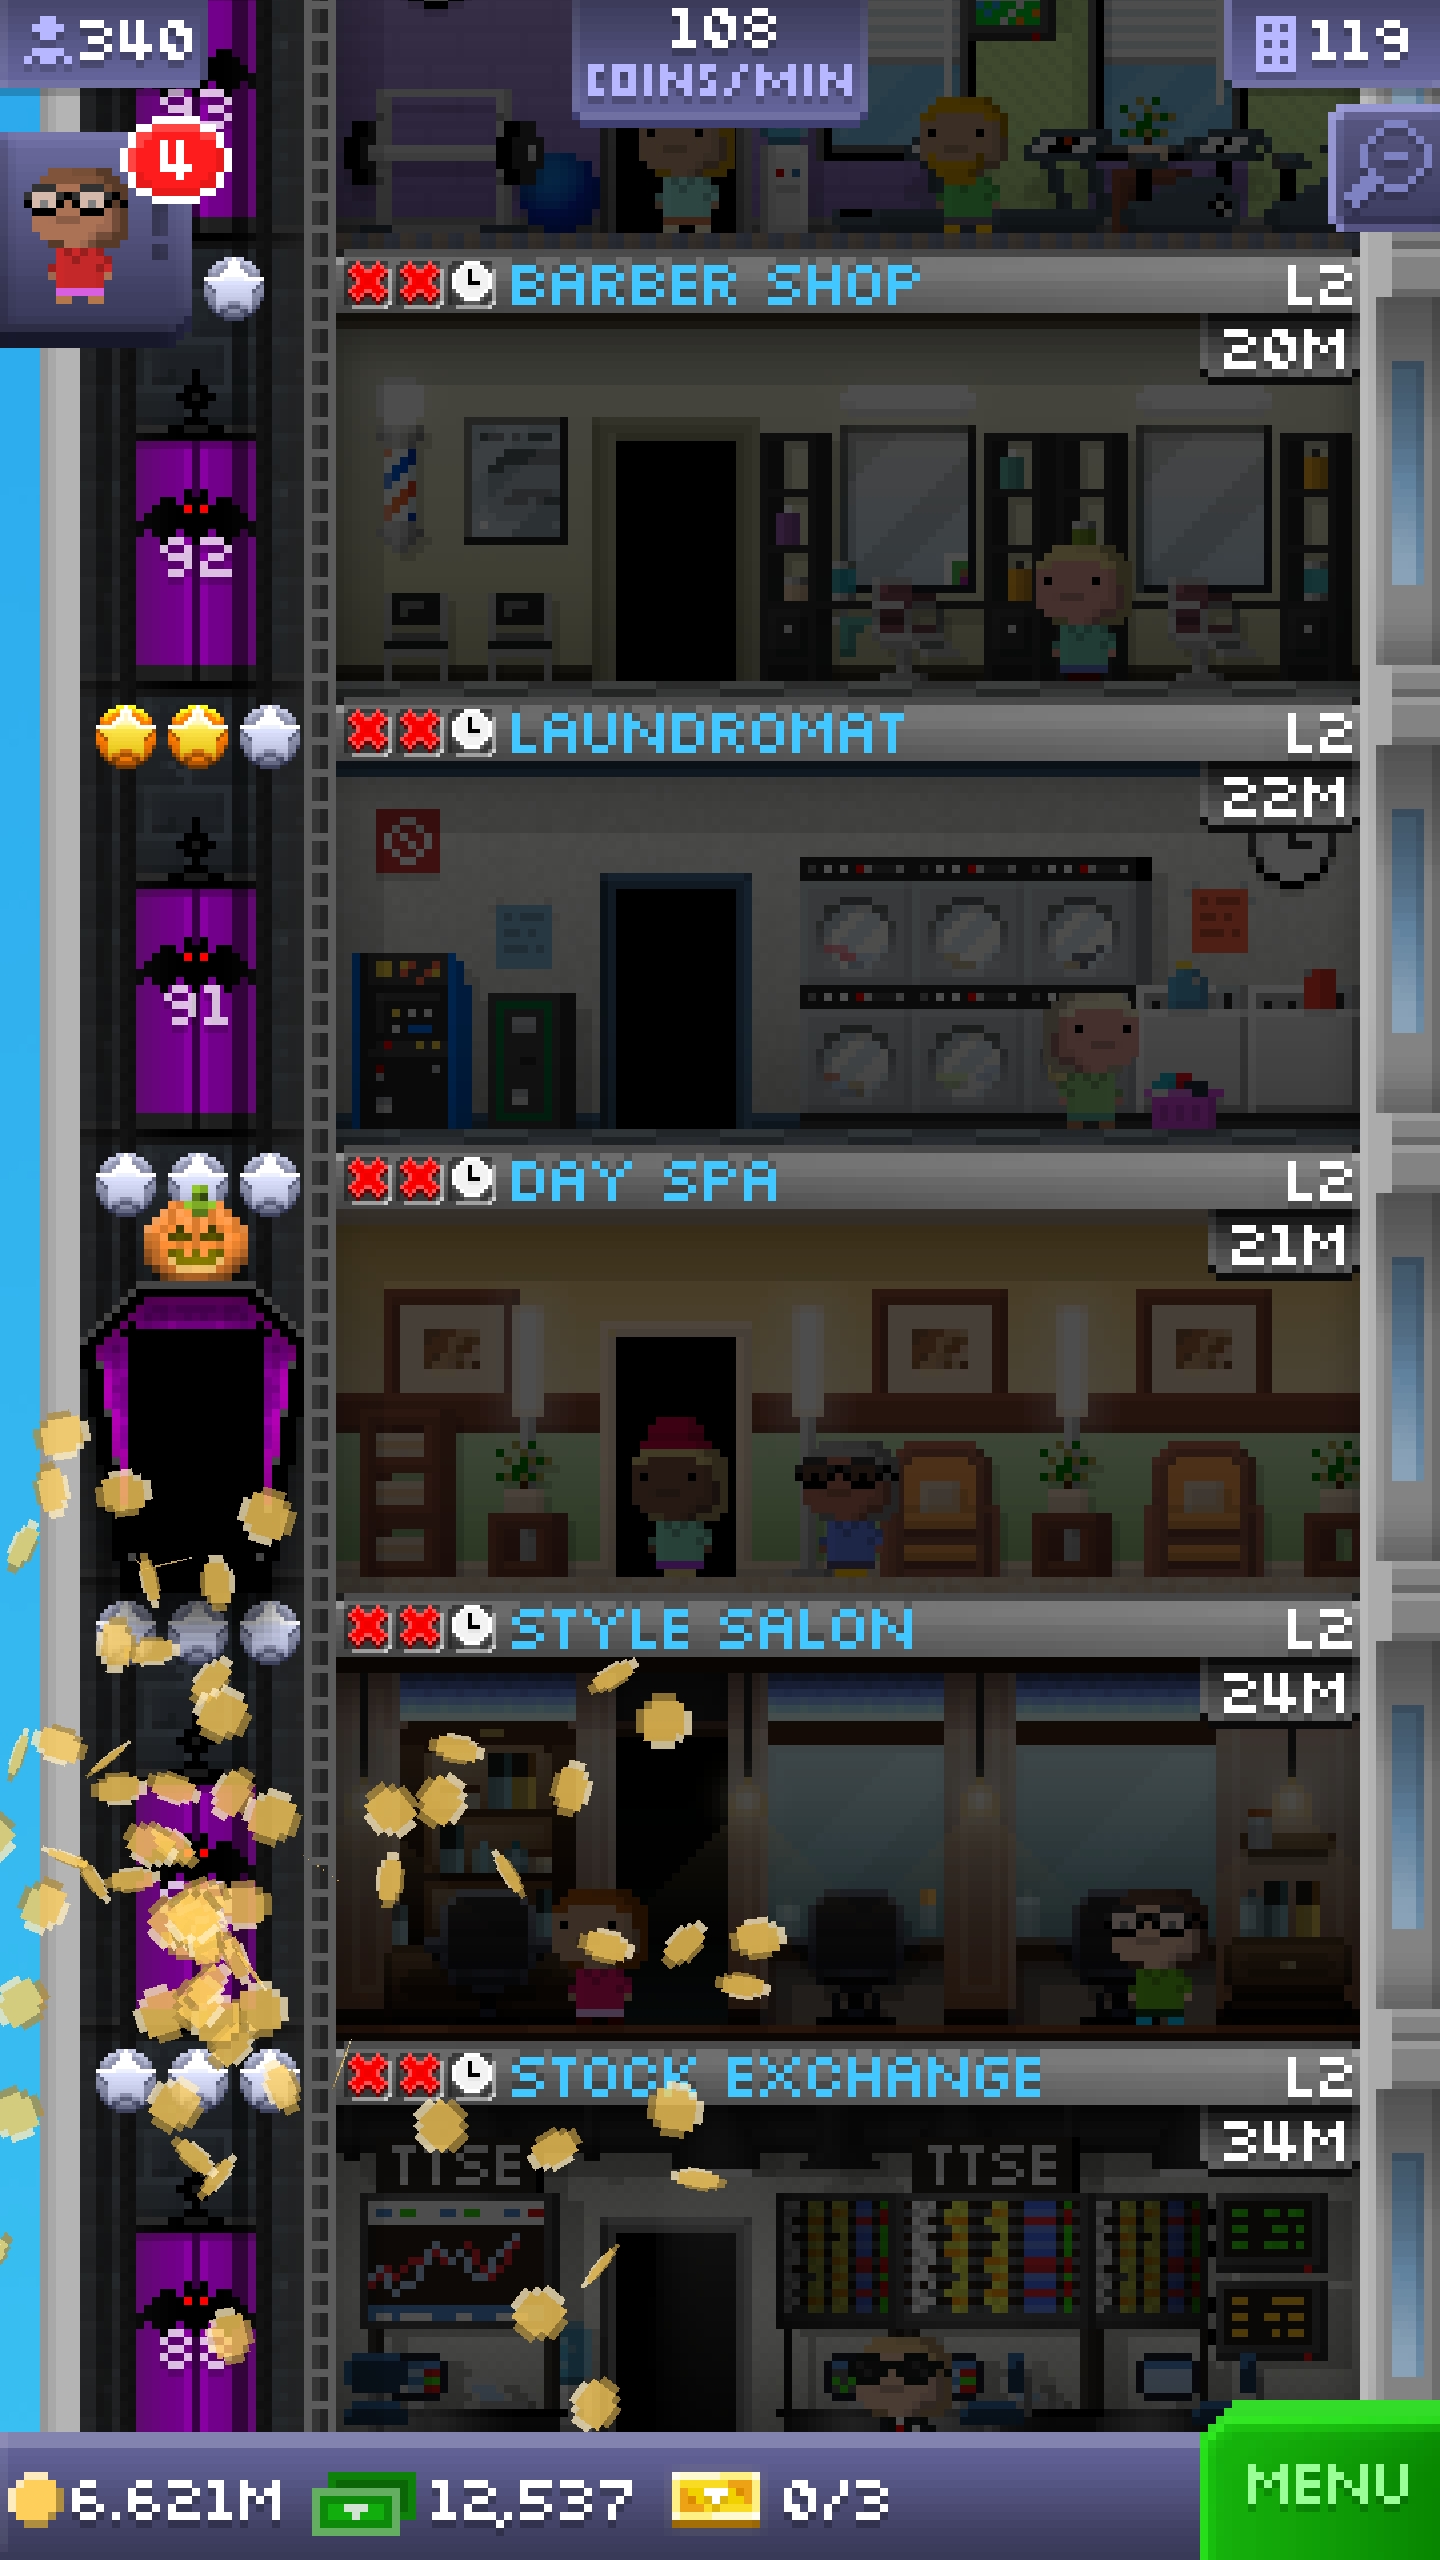 340
108
COINS/MIN
119
93
4
BARBER SHOP L2
20M
92
LAUNDROMAT L2
22M
91
DAY SPA L2
21M
STYLE SALON L2
24M
STOCK EXCHANGE L2
34M
TTSE TTSE
88
6.621M 12,537 0/3 MENU